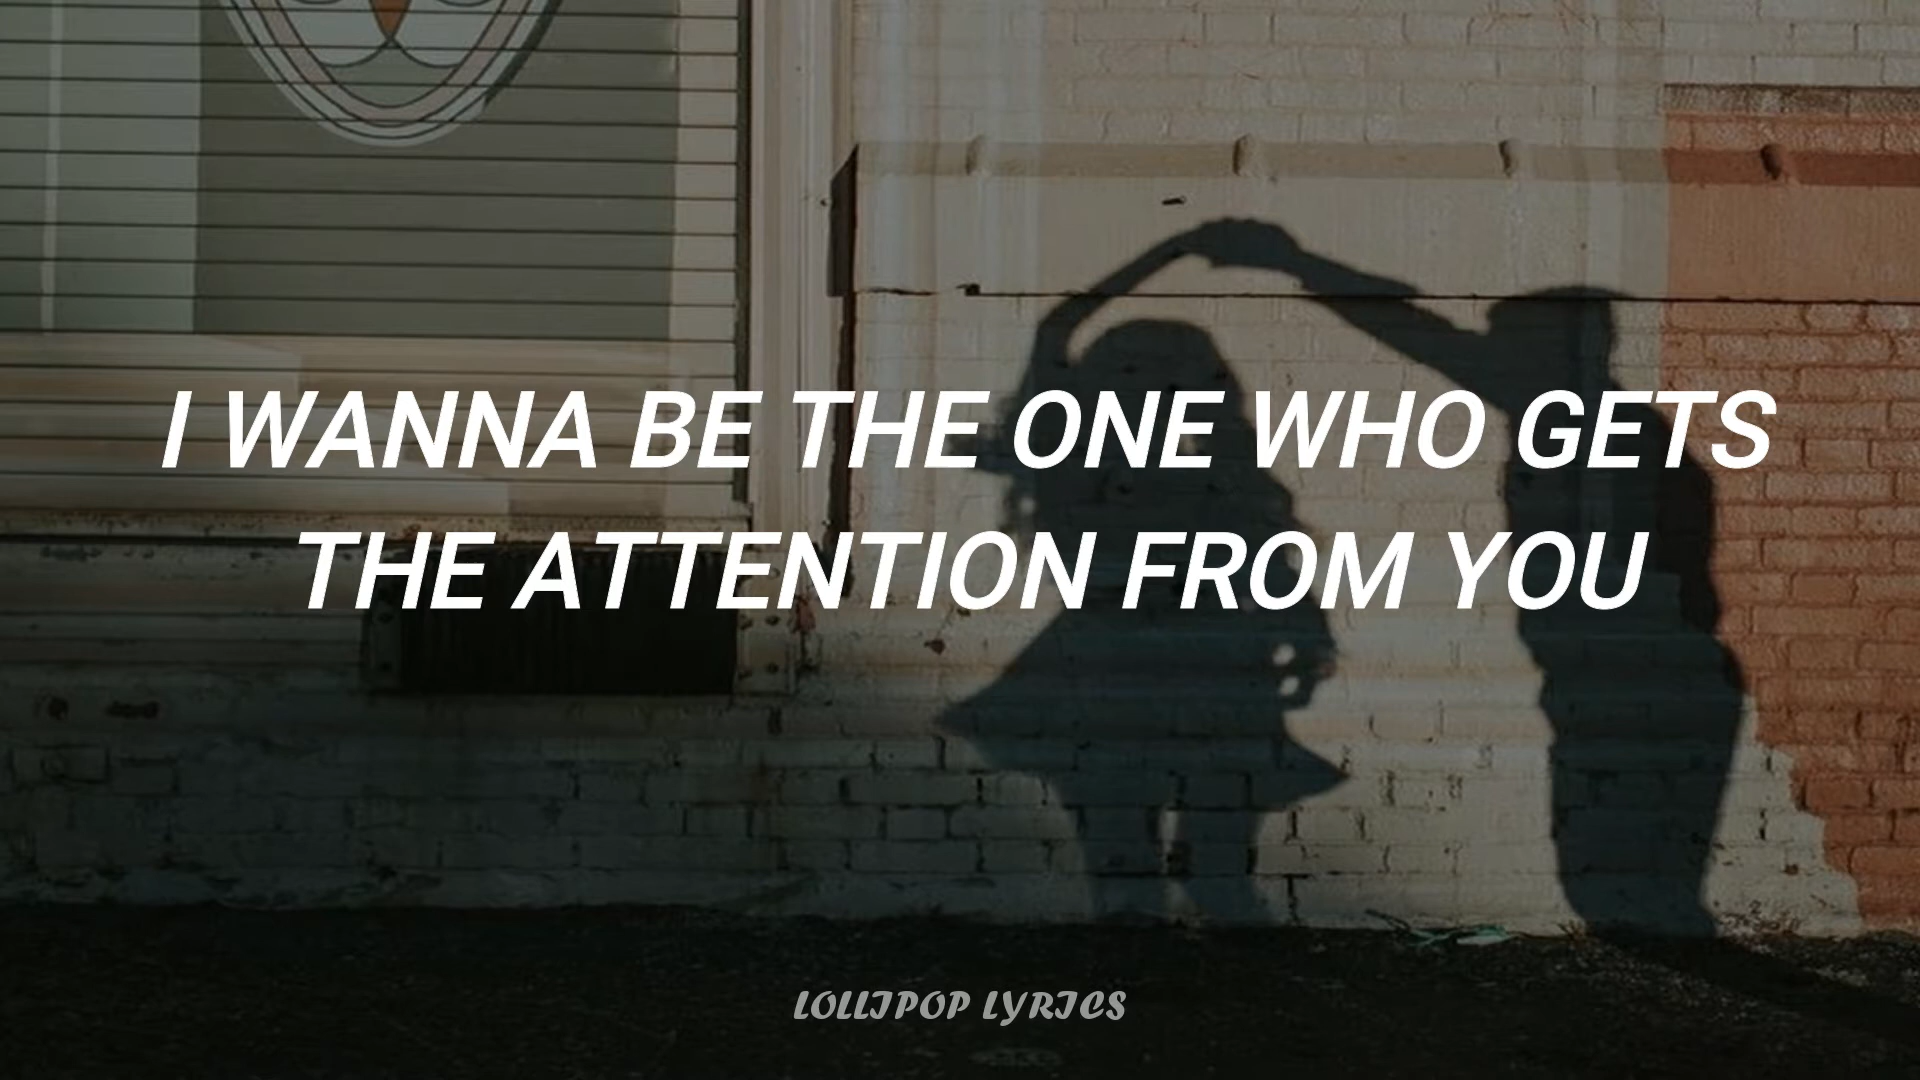 I WANNA BE THE ONE WHO GETS
THE ATTENTION FROM YOU
LOLLIPOP LYRICS